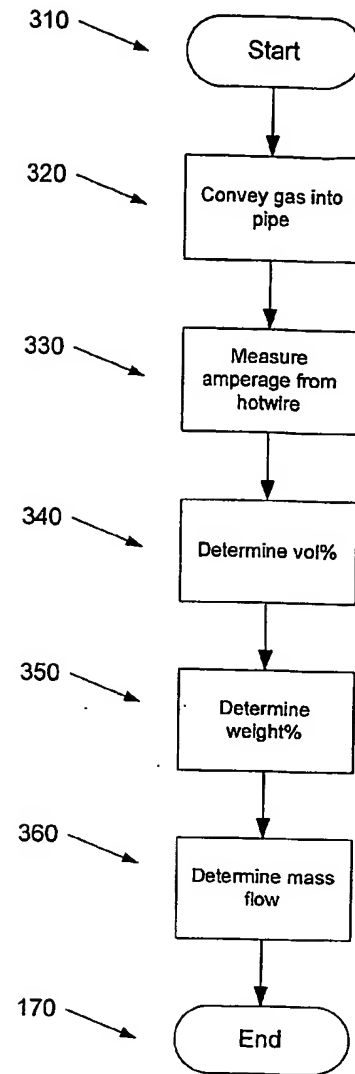 310
Start
320
Convey gas into
pipe
330
Measure
amperage from
hotwire
340
Determine vol%
350
Determine
weight%
360
Determine mass
flow
170
End